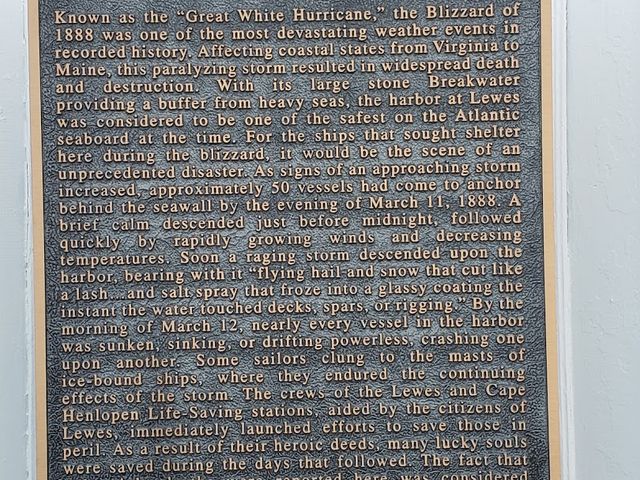 Known as the “Great White Hurricane,” the Blizzard of
1888 was one of the most devastating weather events in
recorded history. Affecting coastal states from Virginia to
Maine, this paralyzing storm resulted in widespread death
and destruction. With its large stone Breakwater
providing a buffer from heavy seas, the harbor at Lewes
was considered to be one of the safest on the Atlantic
seaboard at the time. For the ships that sought shelter
here during the blizzard, it would be the scene of an
unprecedented disaster. As signs of an approaching storm
increased, approximately 50 vessels had come to anchor
behind the seawall by the evening of March 11, 1888. A
brief calm descended just before midnight, followed
quickly by rapidly growing winds and decreasing
temperatures. Soon a raging storm descended upon the
harbor, bearing with it “flying hail and snow that cut like
a lash....and salt spray that froze into a glassy coating the
instant the water touched decks, spars, or rigging.” By the
morning of March 12, nearly every vessel in the harbor
was sunken, sinking, or drifting powerless, crashing one
upon another. Some sailors clung to the masts of
ice-bound ships, where they endured the continuing
effects of the storm. The crews of the Lewes and Cape
Henlopen Life-Saving stations, aided by the citizens of
Lewes, immediately launched efforts to save those in
peril. As a result of their heroic deeds, many lucky souls
were saved during the days that followed. The fact that
reported here was considered